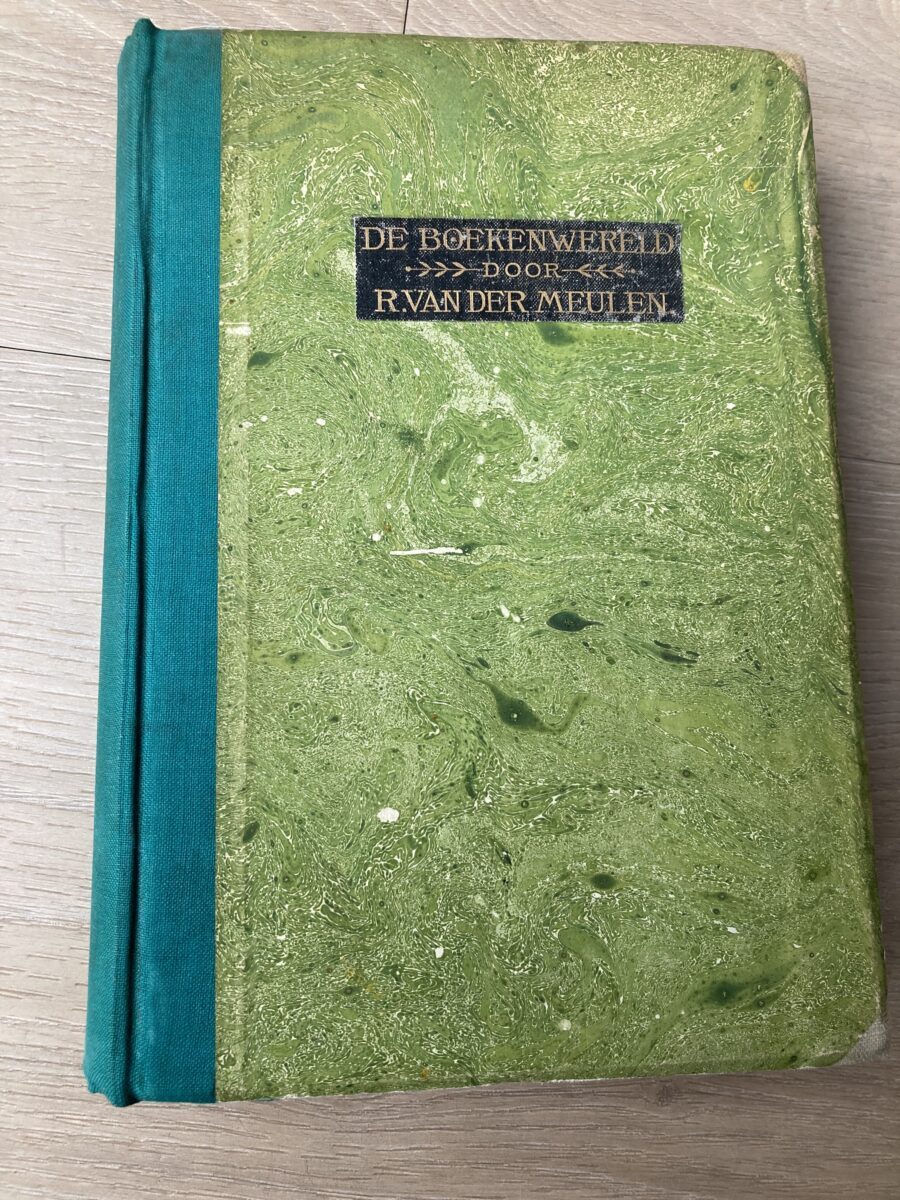 DE BOEKENWERELD
DOOR
R. VAN DER MEULEN